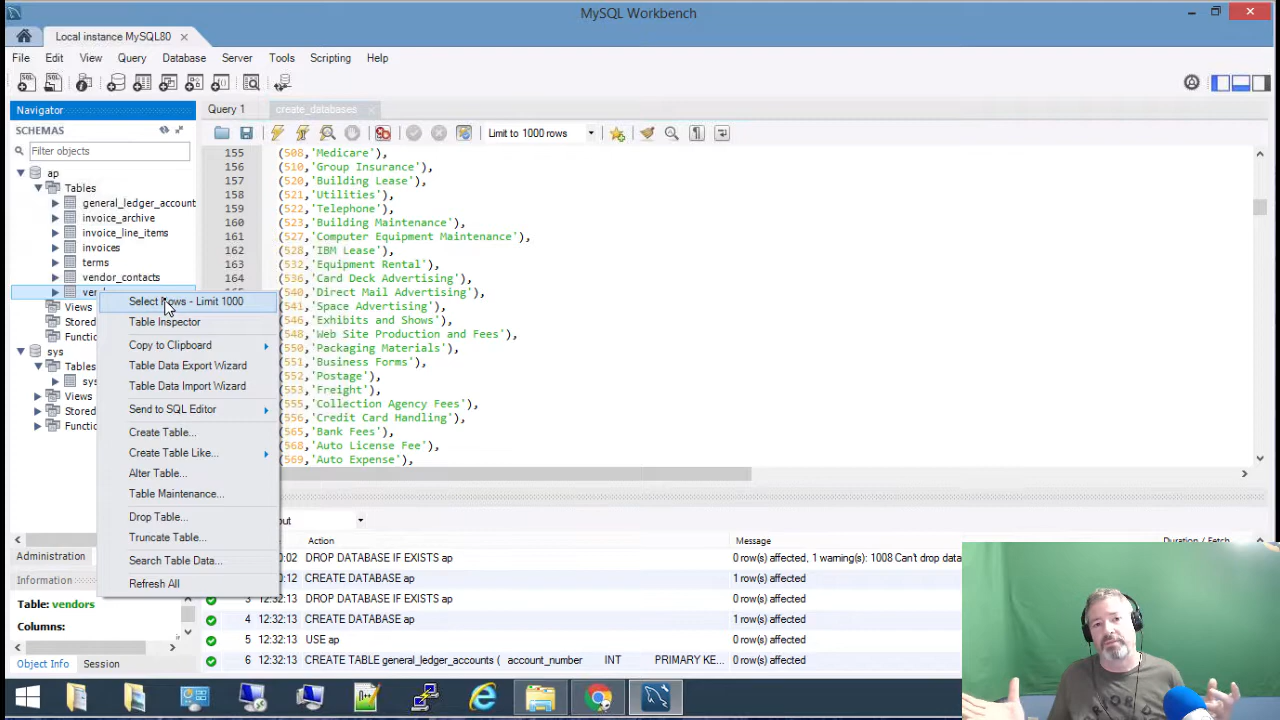 MySQL Workbench
Local instance MySQL80
File Edit View Query Database Server Tools Scripting Help
Navigator
SCHEMAS
Filter objects
ap
Tables
general_ledger_account
invoice_archive
invoice_line_items
invoices
terms
vendor_contacts
Views
Stored
Functio
sys
Tables
sys
Views
Stored
Functio
Administration
Information
Table: vendors
Columns:
Object Info Session
Select Rows - Limit 1000
Table Inspector
Copy to Clipboard
Table Data Export Wizard
Table Data Import Wizard
Send to SQL Editor
Create Table...
Create Table Like...
Alter Table...
Table Maintenance...
Drop Table...
Truncate Table...
Search Table Data...
Refresh All
Query 1 create_databases
Limit to 1000 rows
155 (508,'Medicare'),
156 (510,'Group Insurance'),
157 (520,'Building Lease'),
158 (521,'Utilities'),
159 (522,'Telephone'),
160 (523,'Building Maintenance'),
161 (527,'Computer Equipment Maintenance'),
162 (528,'IBM Lease'),
163 (532,'Equipment Rental'),
164 (536,'Card Deck Advertising'),
(540,'Direct Mail Advertising'),
(541,'Space Advertising'),
(546,'Exhibits and Shows'),
(548,'Web Site Production and Fees'),
(550,'Packaging Materials'),
(551,'Business Forms'),
(552,'Postage'),
(553,'Freight'),
(555,'Collection Agency Fees'),
(556,'Credit Card Handling'),
(565,'Bank Fees'),
(568,'Auto License Fee'),
(569,'Auto Expense'),
Action Message Duration / Fetch
DROP DATABASE IF EXISTS ap 0 row(s) affected, 1 warning(s): 1008 Can't drop data
CREATE DATABASE ap 1 row(s) affected
3 12:32:13 DROP DATABASE IF EXISTS ap 0 row(s) affected
4 12:32:13 CREATE DATABASE ap 1 row(s) affected
5 12:32:13 USE ap 0 row(s) affected
6 12:32:13 CREATE TABLE general_ledger_accounts ( account_number INT PRIMARY KE... 0 row(s) affected